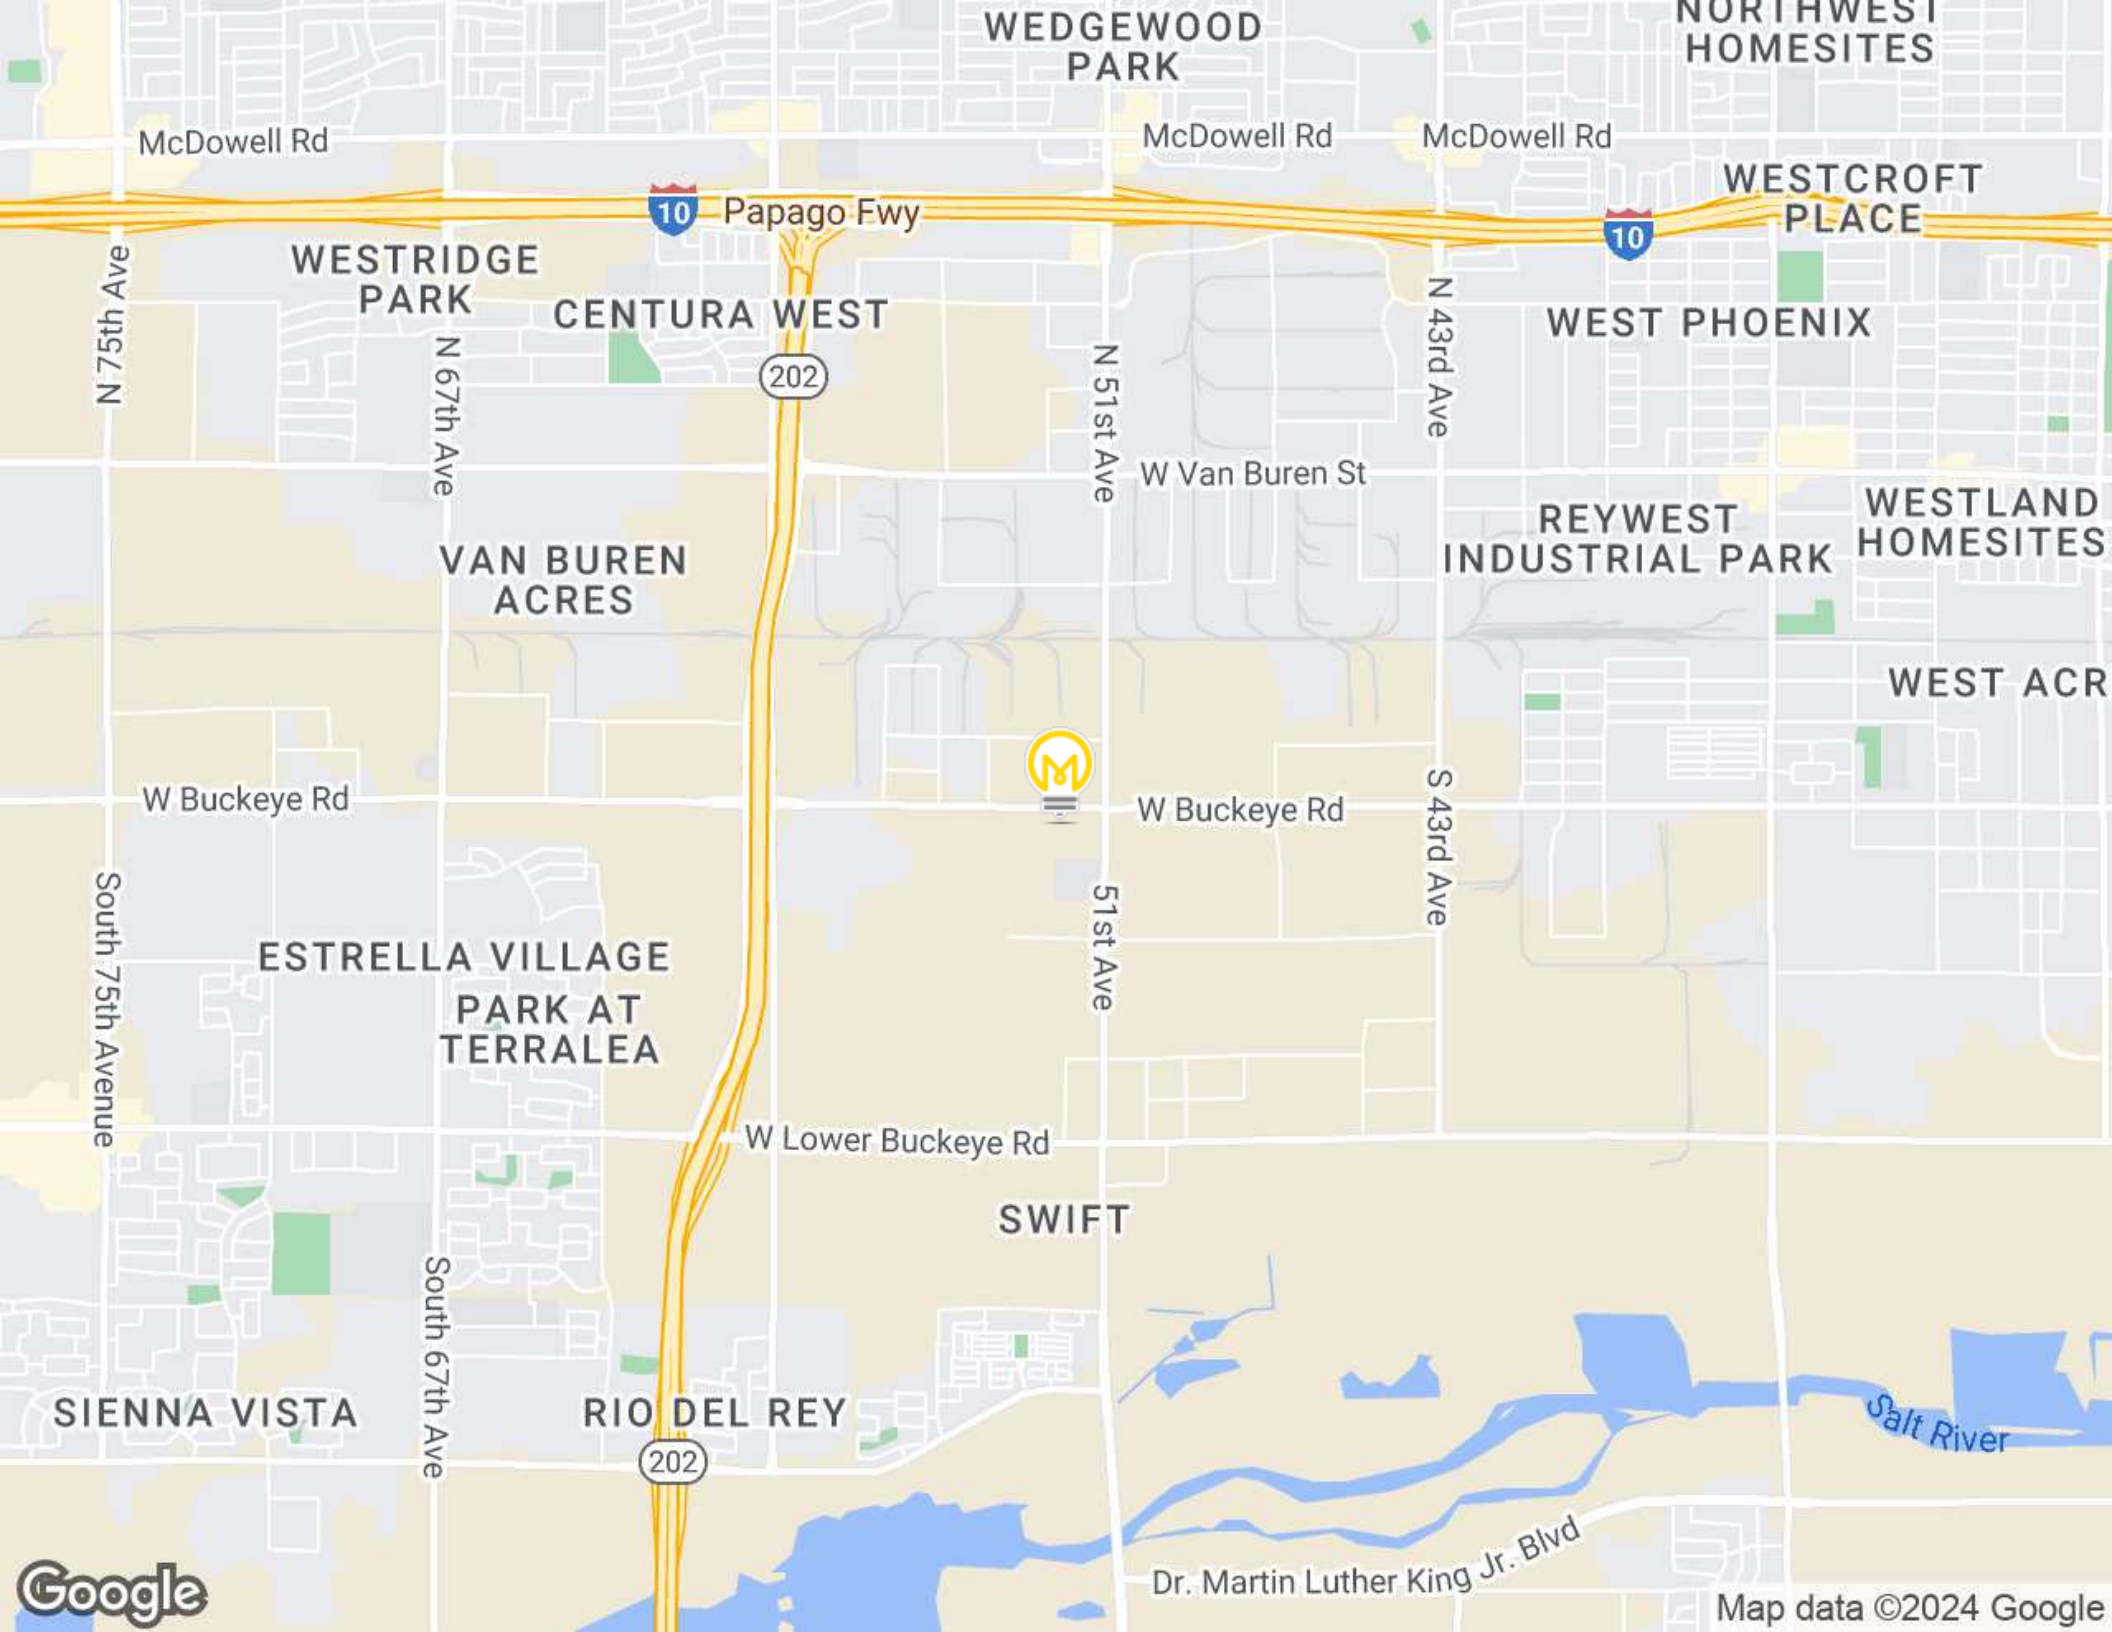 WEDGEWOOD
PARK
NORTHWEST
HOMESITES
McDowell Rd
McDowell Rd
McDowell Rd
WESTCROFT
PLACE
10
Papago Fwy
10
N 75th Ave
WESTRIDGE
PARK
CENTURA WEST
N 67th Ave
202
N 51st Ave
N 43rd Ave
WEST PHOENIX
W Van Buren St
REYWEST
INDUSTRIAL PARK
WESTLAND
HOMESITES
VAN BUREN
ACRES
WEST ACR
W Buckeye Rd
M
W Buckeye Rd
S 43rd Ave
South 75th Avenue
51st Ave
ESTRELLA VILLAGE
PARK AT
TERRALEA
W Lower Buckeye Rd
SWIFT
South 67th Ave
SIENNA VISTA
RIO DEL REY
Salt River
202
Dr. Martin Luther King Jr. Blvd
Google
Map data ©2024 Google